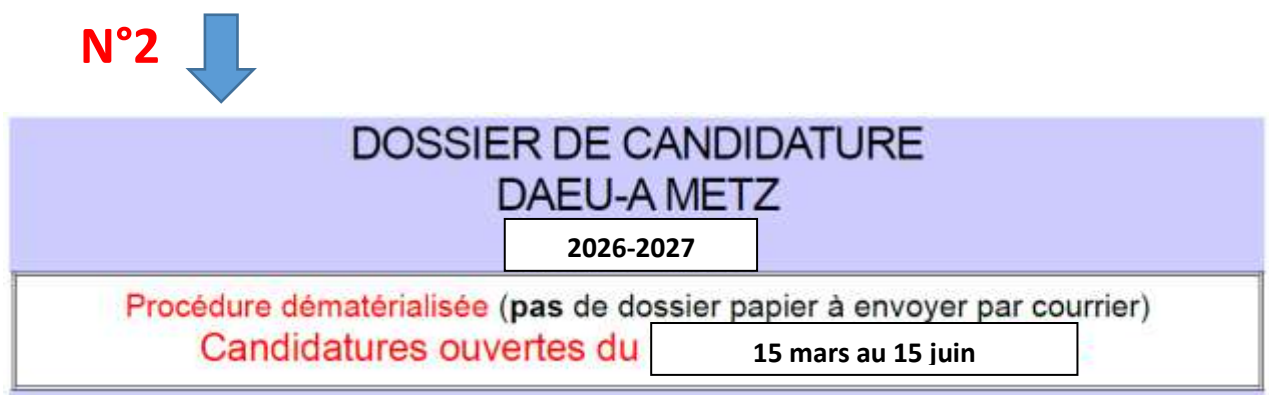 N°2
DOSSIER DE CANDIDATURE
DAEU-A METZ
2026-2027
Procédure dématérialisée (pas de dossier papier à envoyer par courrier)
Candidatures ouvertes du 15 mars au 15 juin